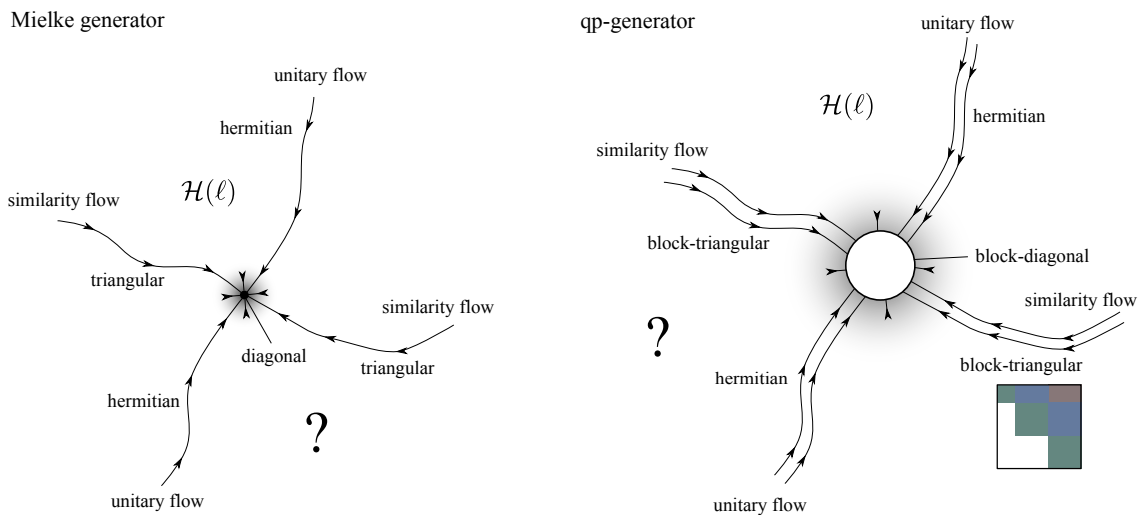 Mielke generator
unitary flow
hermitian
ℋ(ℓ)
similarity flow
triangular
similarity flow
diagonal
triangular
hermitian
?
unitary flow
qp-generator
unitary flow
ℋ(ℓ)
hermitian
similarity flow
block-triangular
block-diagonal
similarity flow
?
block-triangular
hermitian
unitary flow